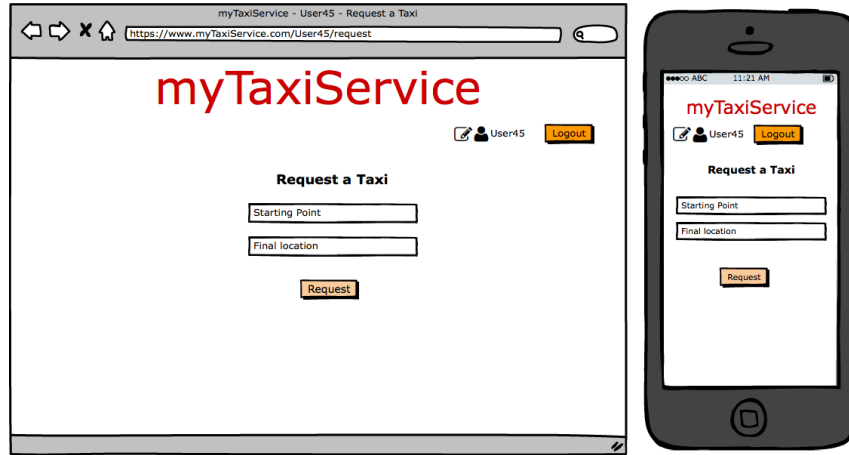 myTaxiService - User45 - Request a Taxi
https://www.myTaxiService.com/User45/request
myTaxiService
User45 Logout
Request a Taxi
Starting Point
Final location
Request
ABC 11:21 AM
myTaxiService
User45 Logout
Request a Taxi
Starting Point
Final location
Request